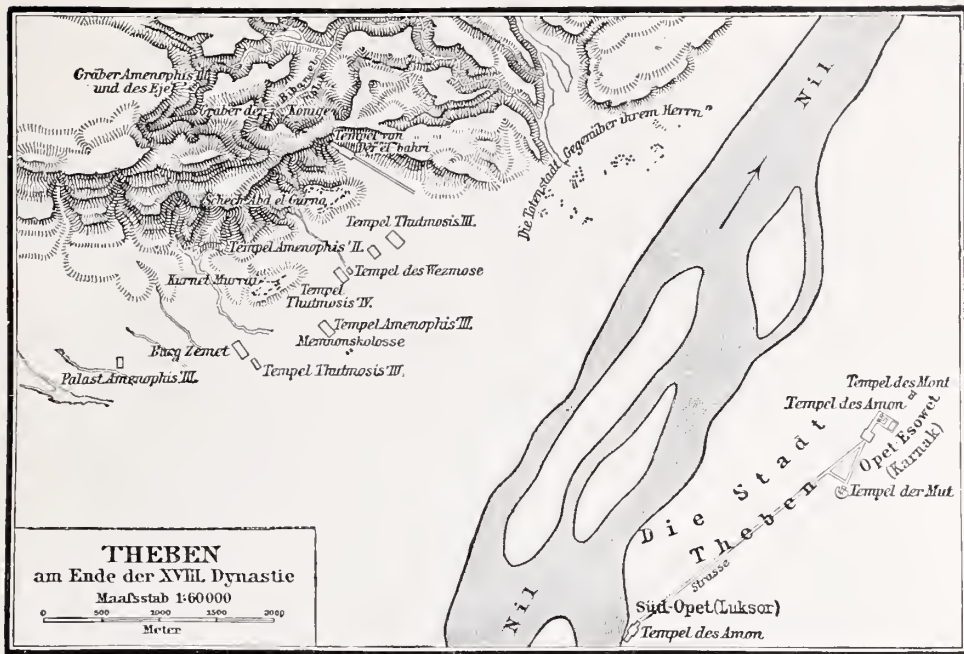 Gräber Amenophis III.
und des Eje
Biban el
Moluk
Gräber der Könige
Tempel von
Der el bahri
Schech Abd el Gurna
Die Totenstadt „Gegenüber ihrem Herrn"
Nil
Tempel Thutmosis III.
Tempel Amenophis II.
Tempel des Wezmose
Kurnet Murrai
Tempel
Thutmosis IV.
Tempel Amenophis III.
Memnonskolosse
Burg Zemet
Palast Amenophis III.
Tempel Thutmosis III.
Tempel des Mont
Tempel des Amon
Opet-Esowet
(Karnak)
Tempel der Mut
Die Stadt
Theben
Strasse
Süd-Opet (Luksor)
Tempel des Amon
Nil
THEBEN
am Ende der XVIII. Dynastie
Maafsstab 1:60000
0 500 1000 1500 2000
Meter